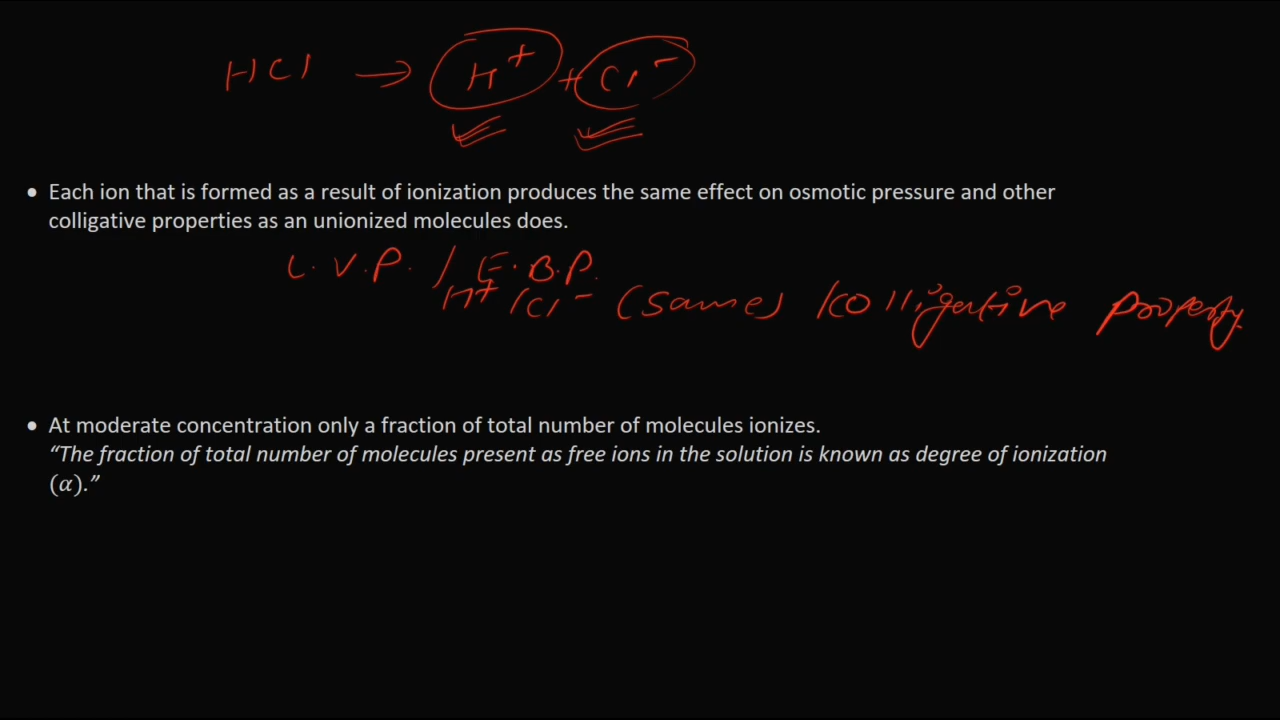 HCl → H⁺ + Cl⁻
• Each ion that is formed as a result of ionization produces the same effect on osmotic pressure and other
colligative properties as an unionized molecules does.
L.V.P. / E.B.P.
H⁺ / Cl⁻ (same) Kolligative property
• At moderate concentration only a fraction of total number of molecules ionizes.
“The fraction of total number of molecules present as free ions in the solution is known as degree of ionization
(α).”